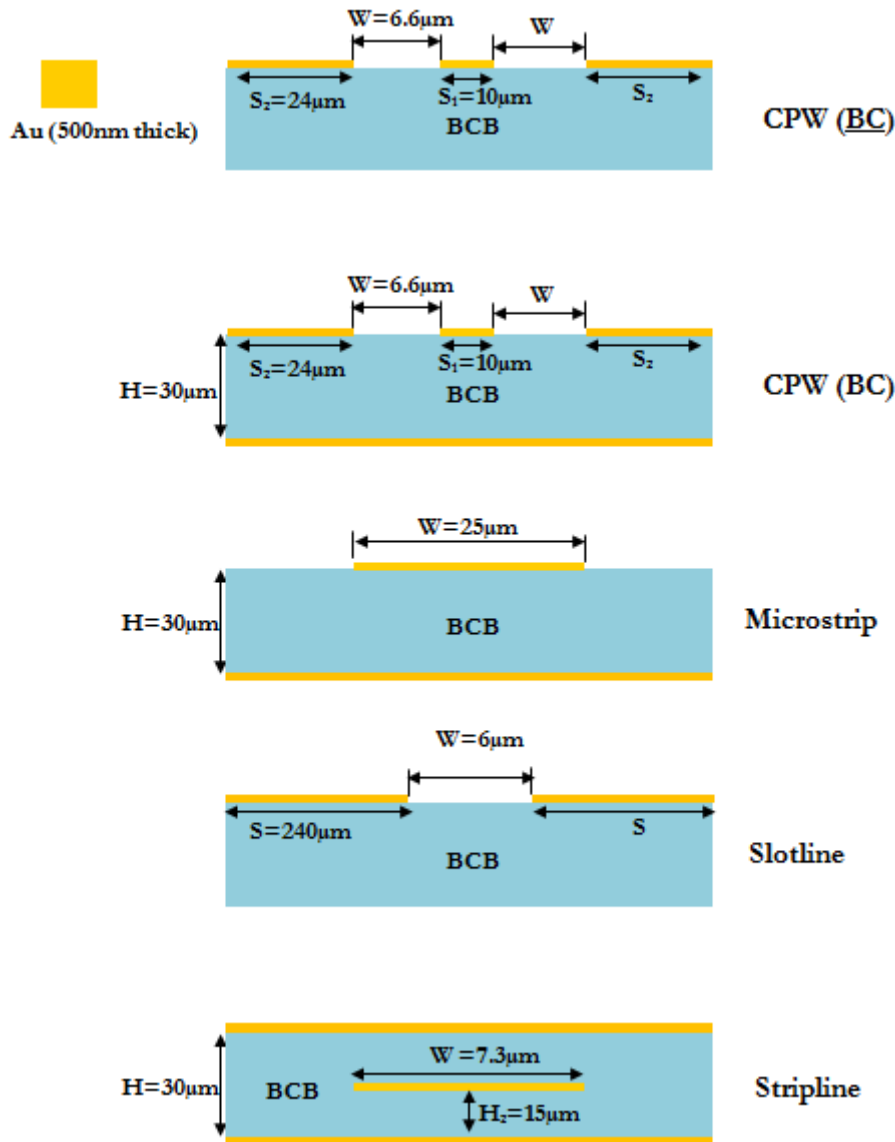 W=6.6µm
W
S₂=24µm
S₁=10µm
S₂
BCB
Au (500nm thick)
CPW (BC)
W=6.6µm
W
S₂=24µm
S₁=10µm
S₂
H=30µm
BCB
CPW (BC)
W=25µm
H=30µm
BCB
Microstrip
W=6µm
S=240µm
S
BCB
Slotline
W =7.3µm
H=30µm
BCB
H₂=15µm
Stripline